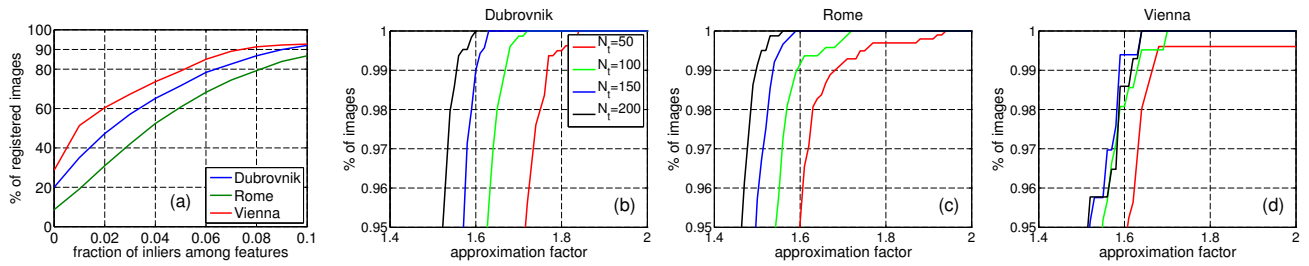 % of registered images
100
90
80
60
40
20
0
0 0.02 0.04 0.06 0.08 0.1
fraction of inliers among features
Dubrovnik
Rome
Vienna
(a)
Dubrovnik
% of images
1
0.99
0.98
0.97
0.96
0.95
1.4 1.6 1.8 2
approximation factor
N_t=50
N_t=100
N_t=150
N_t=200
(b)
Rome
% of images
1
0.99
0.98
0.97
0.96
0.95
1.4 1.6 1.8 2
approximation factor
(c)
Vienna
% of images
1
0.99
0.98
0.97
0.96
0.95
1.4 1.6 1.8 2
approximation factor
(d)